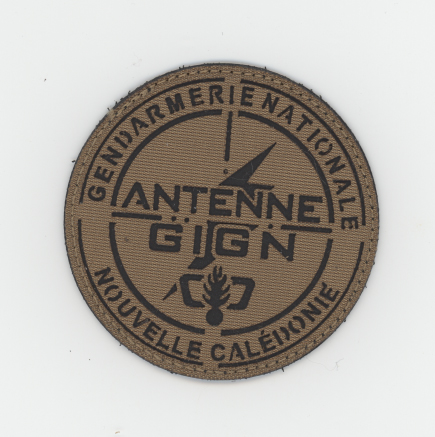 GENDARMERIE NATIONALE
ANTENNE
GIGN
NOUVELLE CALÉDONIE